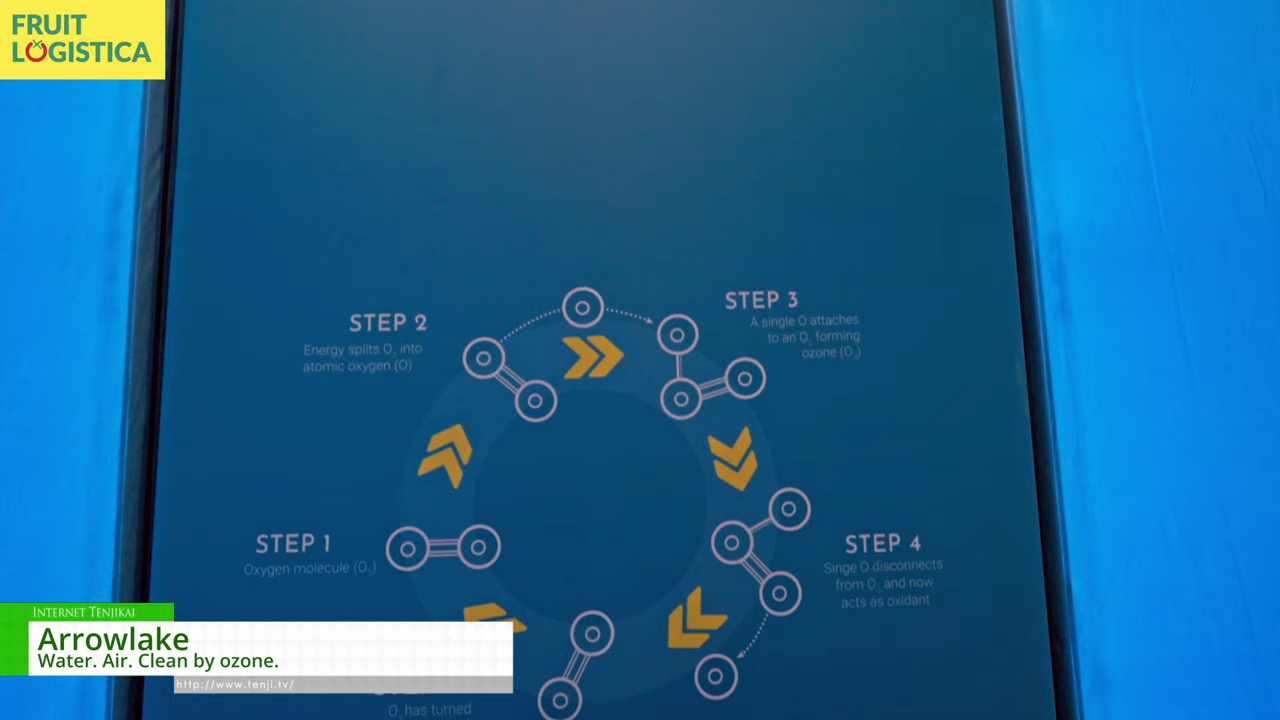 FRUIT
LOGISTICA
STEP 2
Energy splits O₂ into
atomic oxygen (O)
STEP 3
A single O attaches
to an O₂ forming
ozone (O₃)
STEP 1
Oxygen molecule (O₂)
STEP 4
Singe O disconnects
from O₃ and now
acts as oxidant
INTERNET TENJIKAI
Arrowlake
Water. Air. Clean by ozone.
http://www.tenji.tv/
O₃ has turned